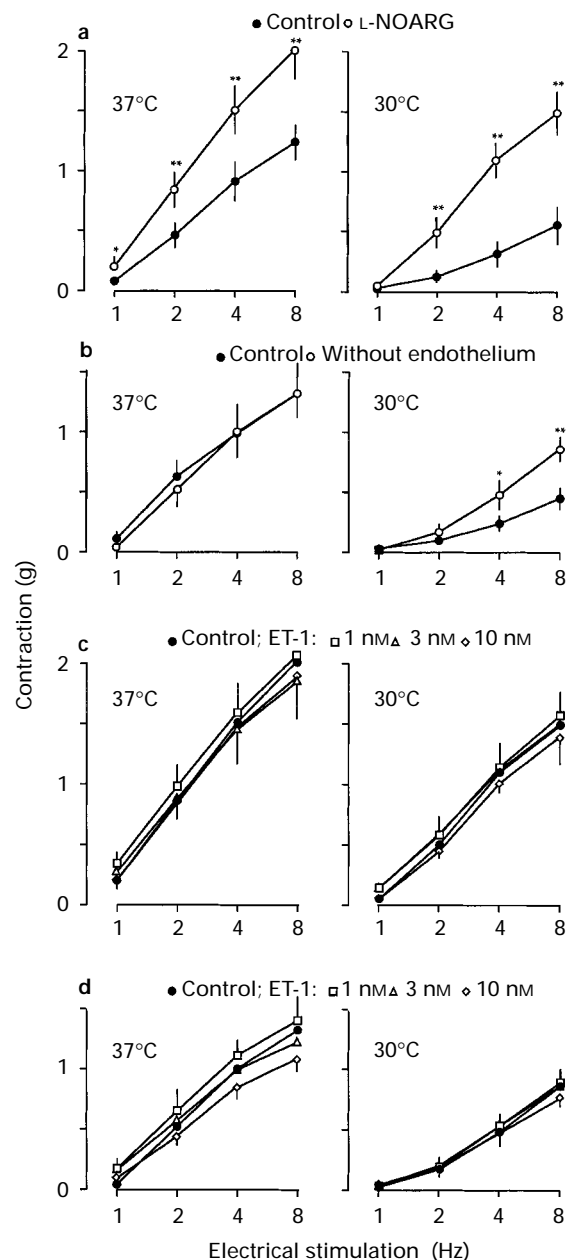 a ● Control ○ L-NOARG
2
37°C
30°C
1
0
* ** ** **
** ** **
1 2 4 8
1 2 4 8
b ● Control ○ Without endothelium
37°C
30°C
1
0
* **
1 2 4 8
1 2 4 8
Contraction (g)
c ● Control; ET-1: □ 1 nM △ 3 nM ◇ 10 nM
2
37°C
30°C
1
0
1 2 4 8
1 2 4 8
d ● Control; ET-1: □ 1 nM △ 3 nM ◇ 10 nM
37°C
30°C
1
0
1 2 4 8
1 2 4 8
Electrical stimulation (Hz)